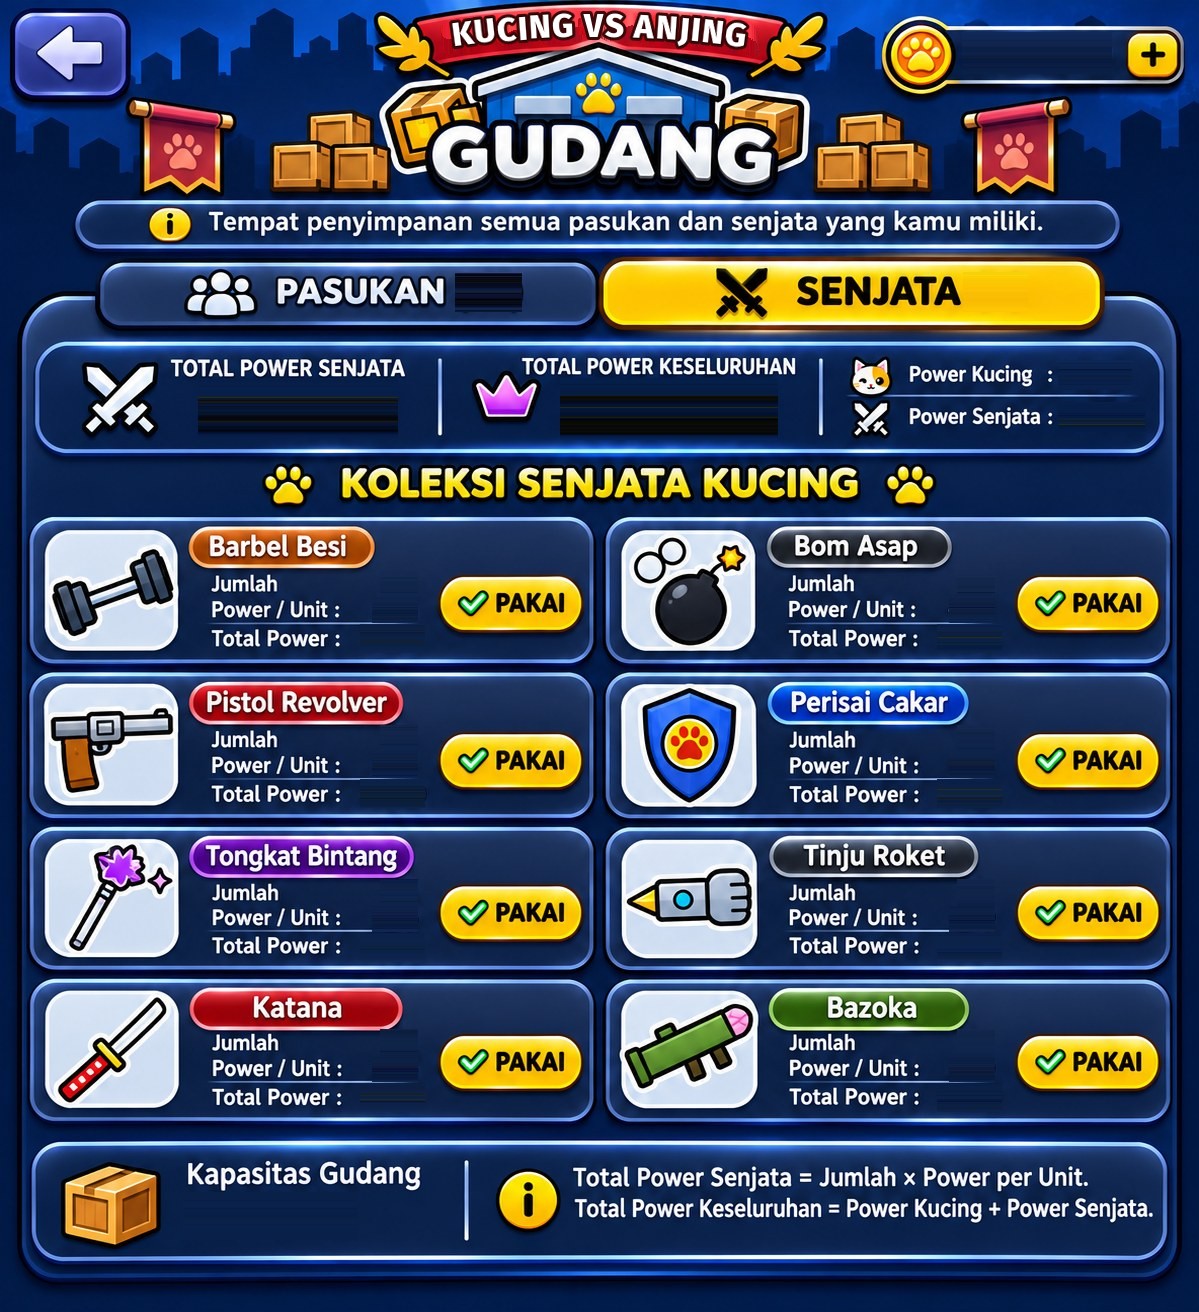 KUCING VS ANJING
GUDANG
Tempat penyimpanan semua pasukan dan senjata yang kamu miliki.
PASUKAN
SENJATA
TOTAL POWER SENJATA
TOTAL POWER KESELURUHAN
Power Kucing :
Power Senjata :
KOLEKSI SENJATA KUCING
Barbel Besi
Jumlah
Power / Unit :
Total Power :
PAKAI
Bom Asap
Jumlah
Power / Unit :
Total Power :
PAKAI
Pistol Revolver
Jumlah
Power / Unit :
Total Power :
PAKAI
Perisai Cakar
Jumlah
Power / Unit :
Total Power :
PAKAI
Tongkat Bintang
Jumlah
Power / Unit :
Total Power :
PAKAI
Tinju Roket
Jumlah
Power / Unit :
Total Power :
PAKAI
Katana
Jumlah
Power / Unit :
Total Power :
PAKAI
Bazoka
Jumlah
Power / Unit :
Total Power :
PAKAI
Kapasitas Gudang
Total Power Senjata = Jumlah × Power per Unit.
Total Power Keseluruhan = Power Kucing + Power Senjata.